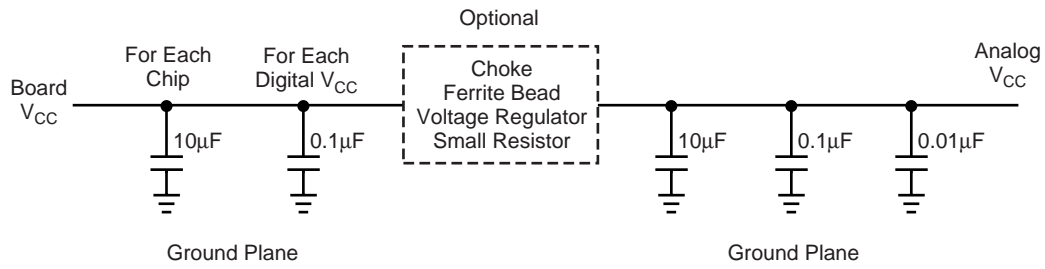 Optional
For Each
Chip
For Each
Digital VCC
Choke
Ferrite Bead
Voltage Regulator
Small Resistor
Analog
VCC
Board
VCC
10μF
0.1μF
10μF
0.1μF
0.01μF
Ground Plane
Ground Plane